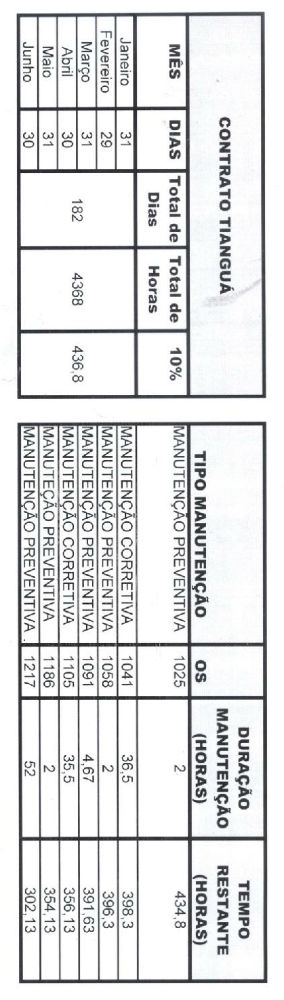 CONTRATO TIANGUÁ
MÊS DIAS Total de Dias Total de Horas 10%
Janeiro 31 182 4368 436,8
Fevereiro 29
Março 31
Abril 30
Maio 31
Junho 30
TIPO MANUTENÇÃO OS DURAÇÃO MANUTENÇÃO (HORAS) TEMPO RESTANTE (HORAS)
MANUTENÇÃO PREVENTIVA 1025 2 434,8
MANUTENÇÃO CORRETIVA 1041 36,5 398,3
MANUTENÇÃO PREVENTIVA 1058 2 396,3
MANUTENÇÃO PREVENTIVA 1091 4,67 391,63
MANUTENÇÃO CORRETIVA 1105 35,5 356,13
MANUTEÇÃO PREVENTIVA 1186 2 354,13
MANUTENÇÃO PREVENTIVA 1217 52 302,13